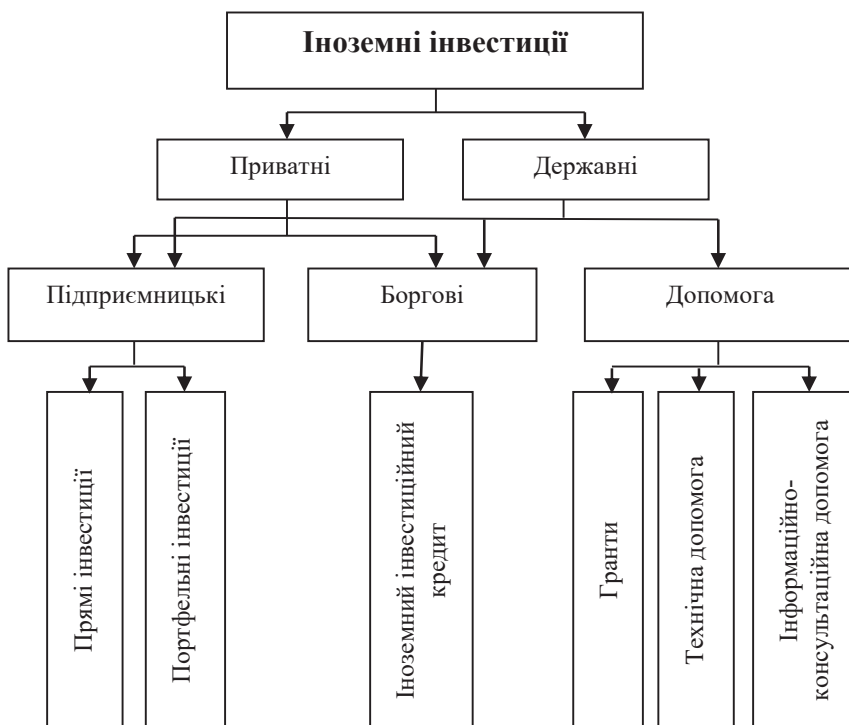 Іноземні інвестиції
Приватні
Державні
Підприємницькі
Боргові
Допомога
Прямі інвестиції
Портфельні інвестиції
Іноземний інвестиційний
кредит
Гранти
Технічна допомога
Інформаційно-
консультаційна допомога